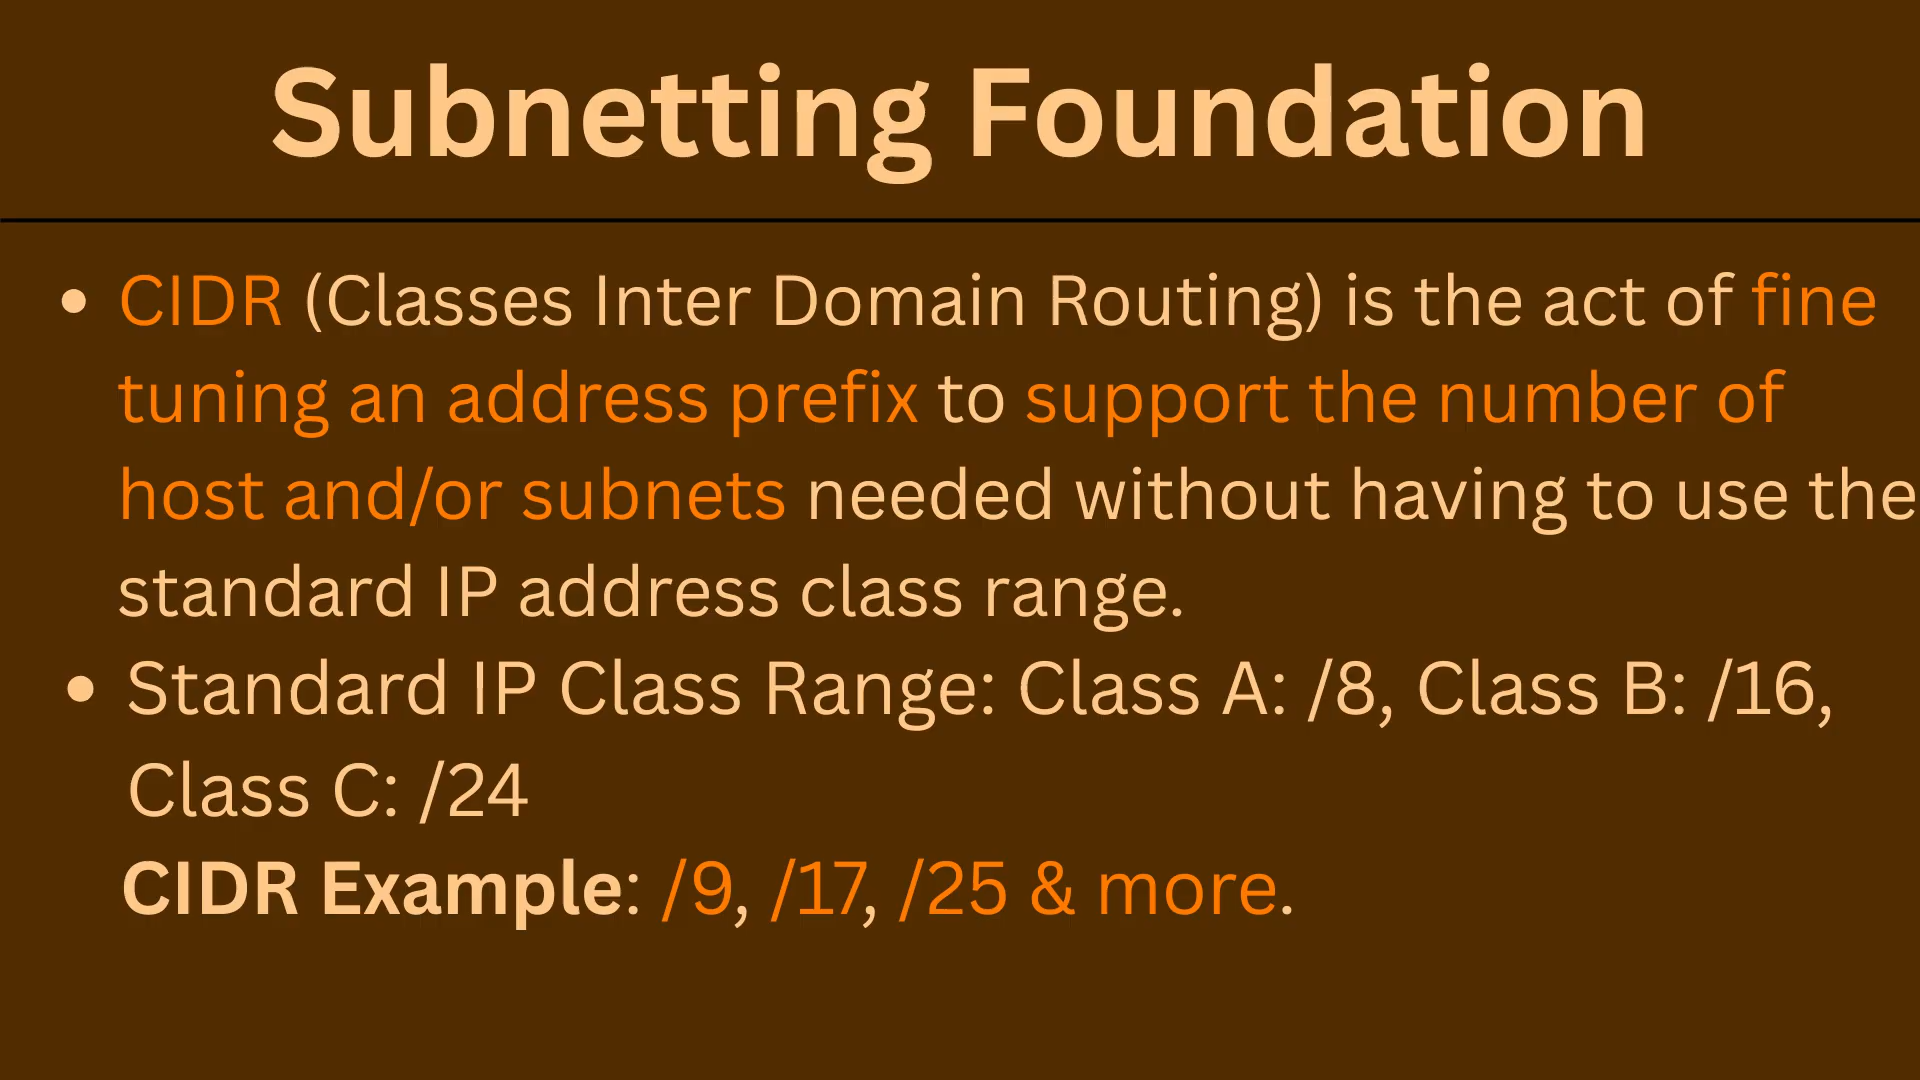 Subnetting Foundation
• CIDR (Classes Inter Domain Routing) is the act of fine
tuning an address prefix to support the number of
host and/or subnets needed without having to use the
standard IP address class range.
• Standard IP Class Range: Class A: /8, Class B: /16,
Class C: /24
CIDR Example: /9, /17, /25 & more.